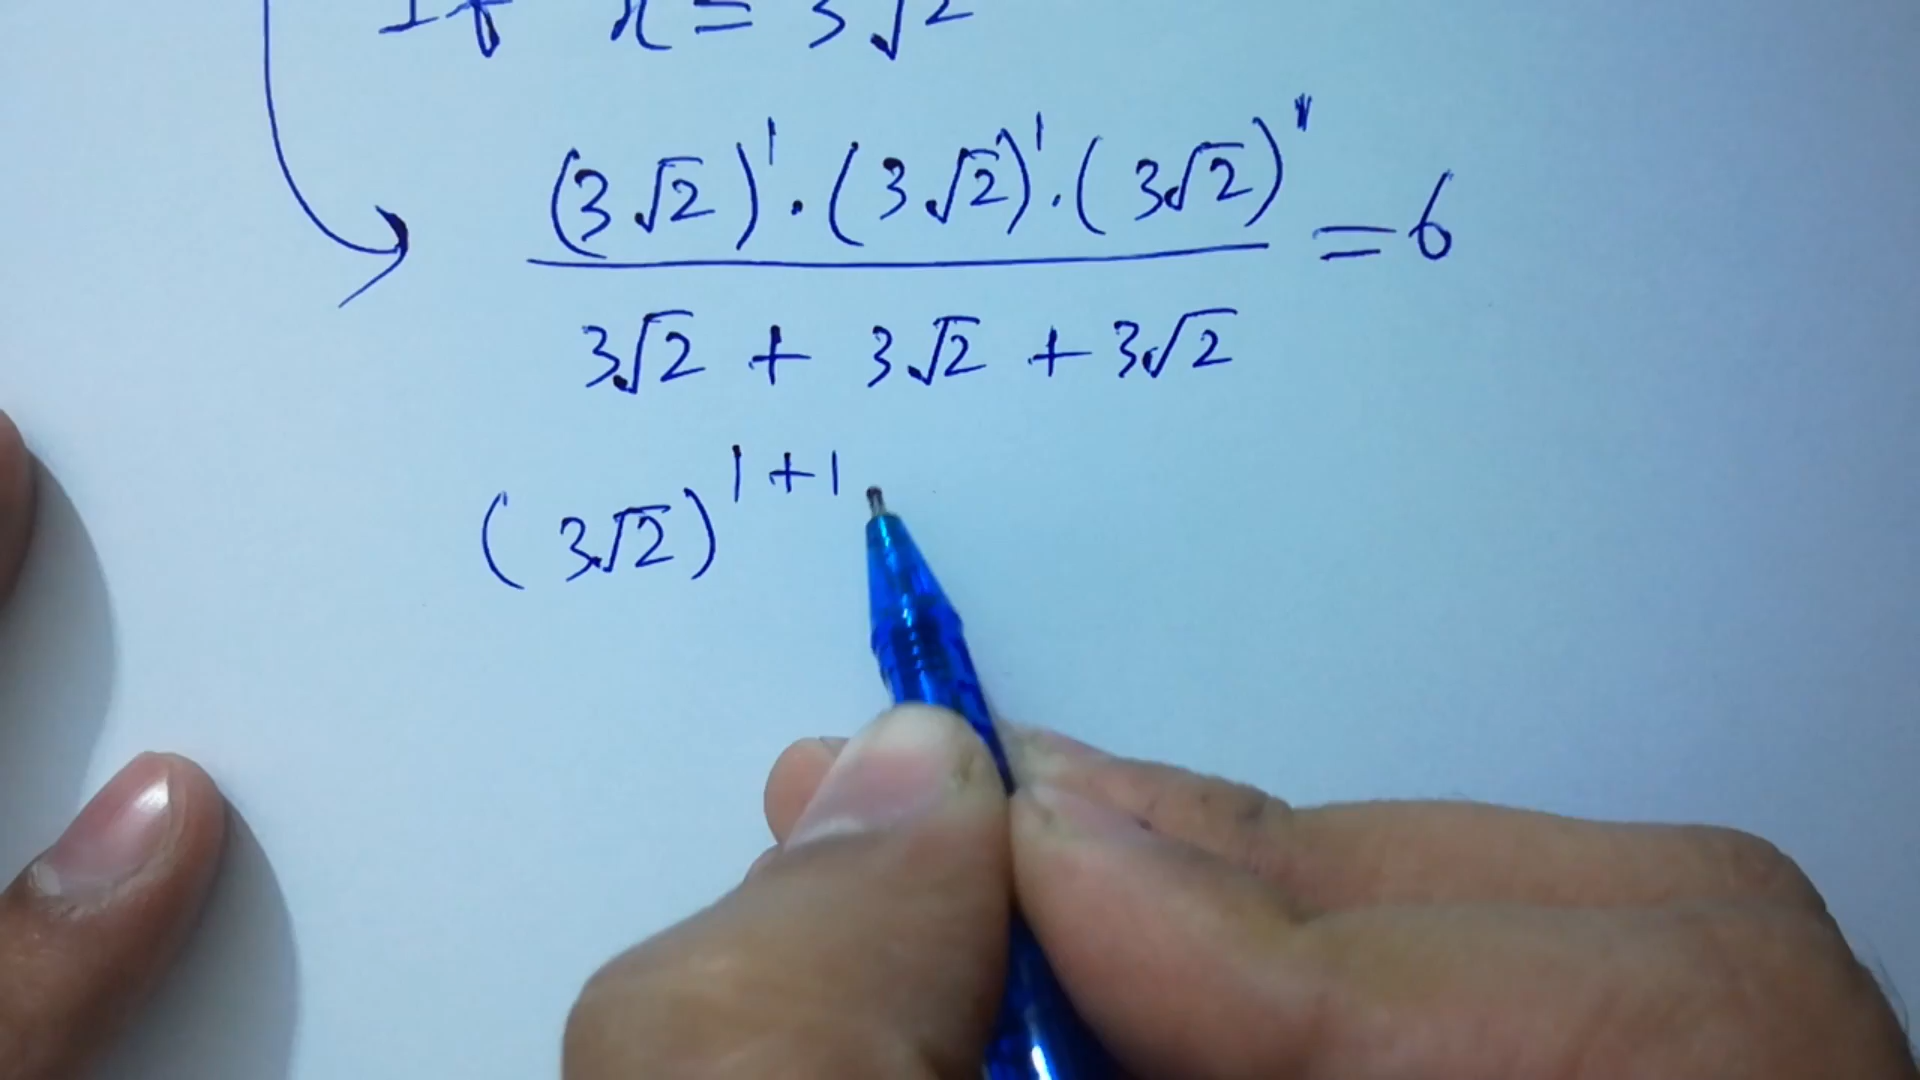 If x = 3√2
(3√2)¹ · (3√2)¹ · (3√2)¹
= 6
3√2 + 3√2 + 3√2
(3√2)¹⁺¹